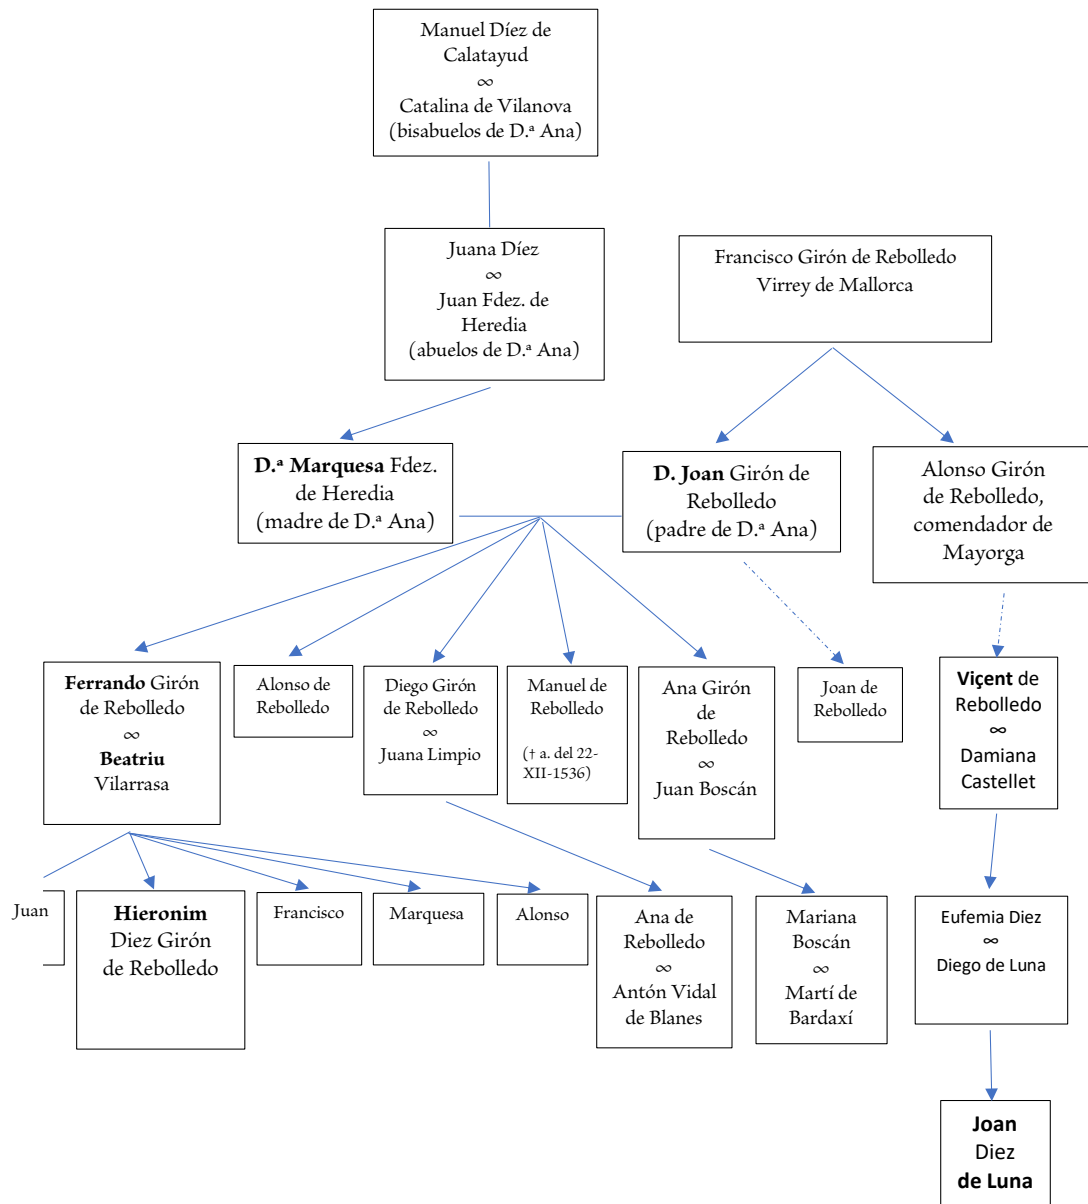 Manuel Díez de
Calatayud
∞
Catalina de Vilanova
(bisabuelos de D.ª Ana)
Juana Díez
∞
Juan Fdez. de
Heredia
(abuelos de D.ª Ana)
Francisco Girón de Rebolledo
Virrey de Mallorca
D.ª Marquesa Fdez.
de Heredia
(madre de D.ª Ana)
D. Joan Girón de
Rebolledo
(padre de D.ª Ana)
Alonso Girón
de Rebolledo,
comendador de
Mayorga
Ferrando Girón
de Rebolledo
∞
Beatriu
Vilarrasa
Alonso de
Rebolledo
Diego Girón
de Rebolledo
∞
Juana Limpio
Manuel de
Rebolledo
(† a. del 22-
XII-1536)
Ana Girón
de
Rebolledo
∞
Juan Boscán
Joan de
Rebolledo
Viçent de
Rebolledo
∞
Damiana
Castellet
Juan
Hieronim
Diez Girón
de Rebolledo
Francisco
Marquesa
Alonso
Ana de
Rebolledo
∞
Antón Vidal
de Blanes
Mariana
Boscán
∞
Martí de
Bardaxí
Eufemia Diez
∞
Diego de Luna
Joan
Diez
de Luna